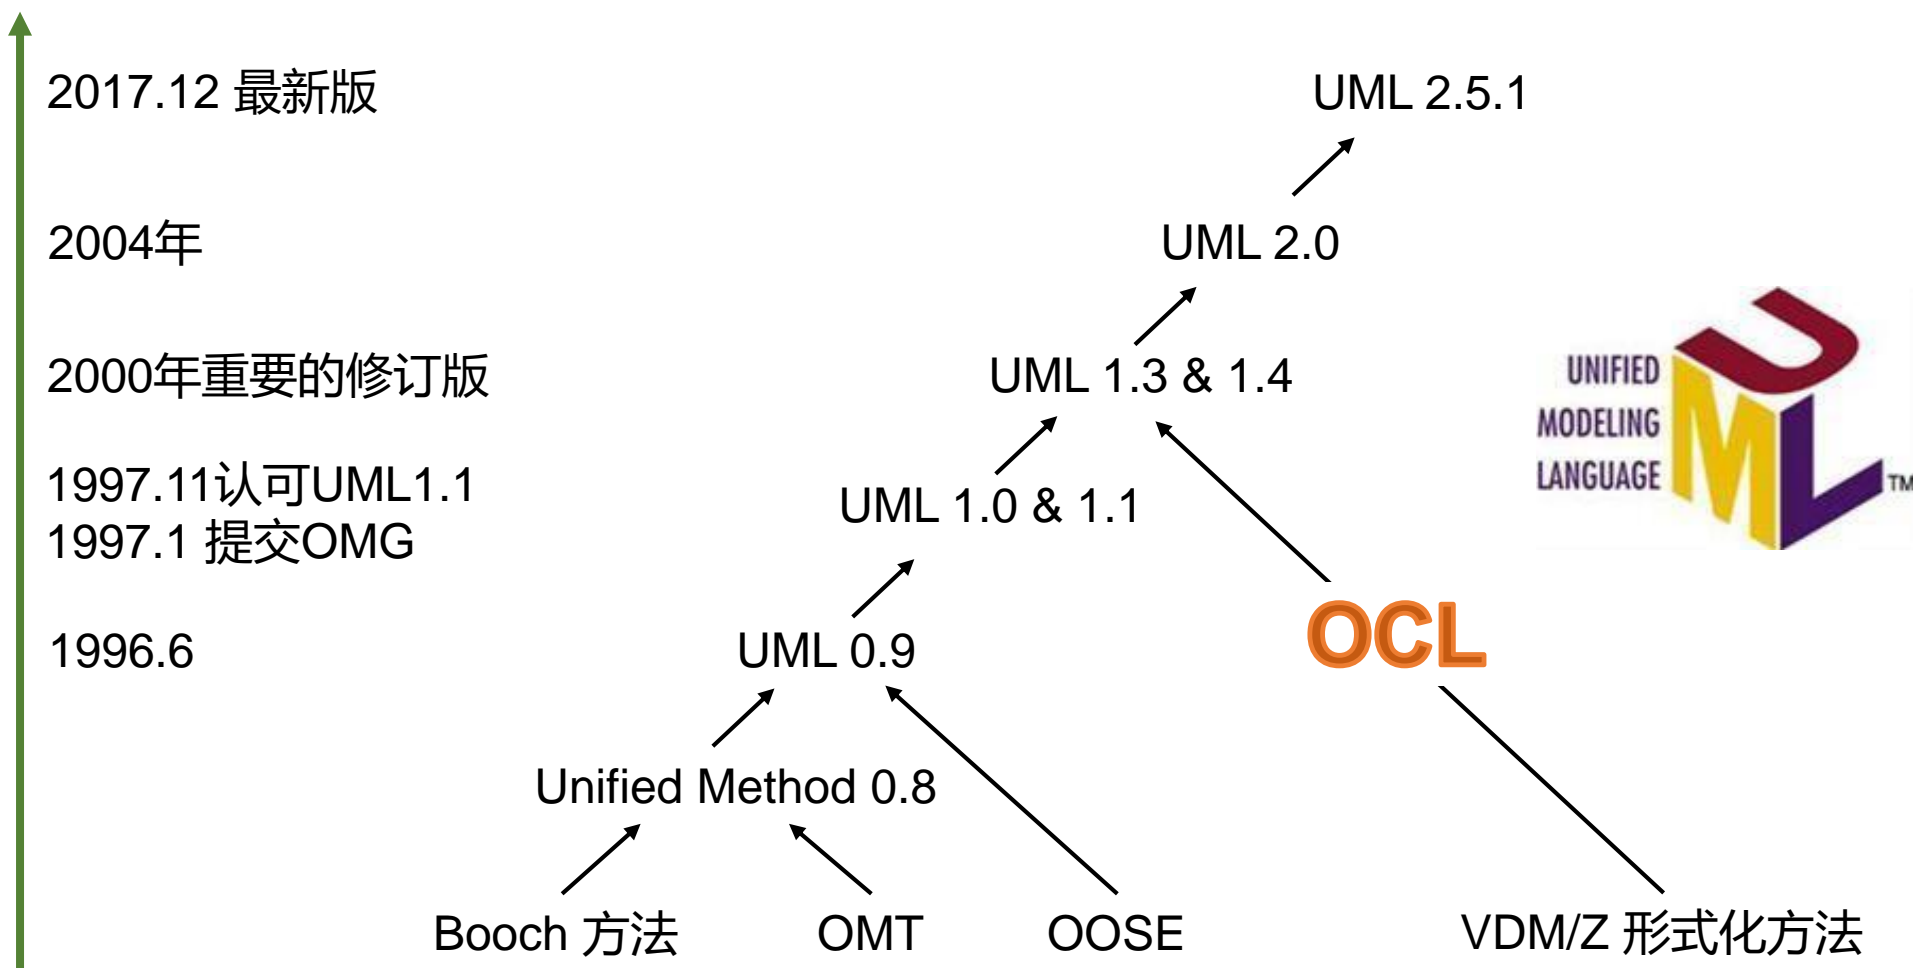 2017.12 最新版
UML 2.5.1
2004年
UML 2.0
2000年重要的修订版
UML 1.3 & 1.4
UNIFIED
MODELING
LANGUAGE
UML
TM
1997.11认可UML1.1
1997.1 提交OMG
UML 1.0 & 1.1
1996.6
UML 0.9
OCL
Unified Method 0.8
Booch 方法
OMT
OOSE
VDM/Z 形式化方法